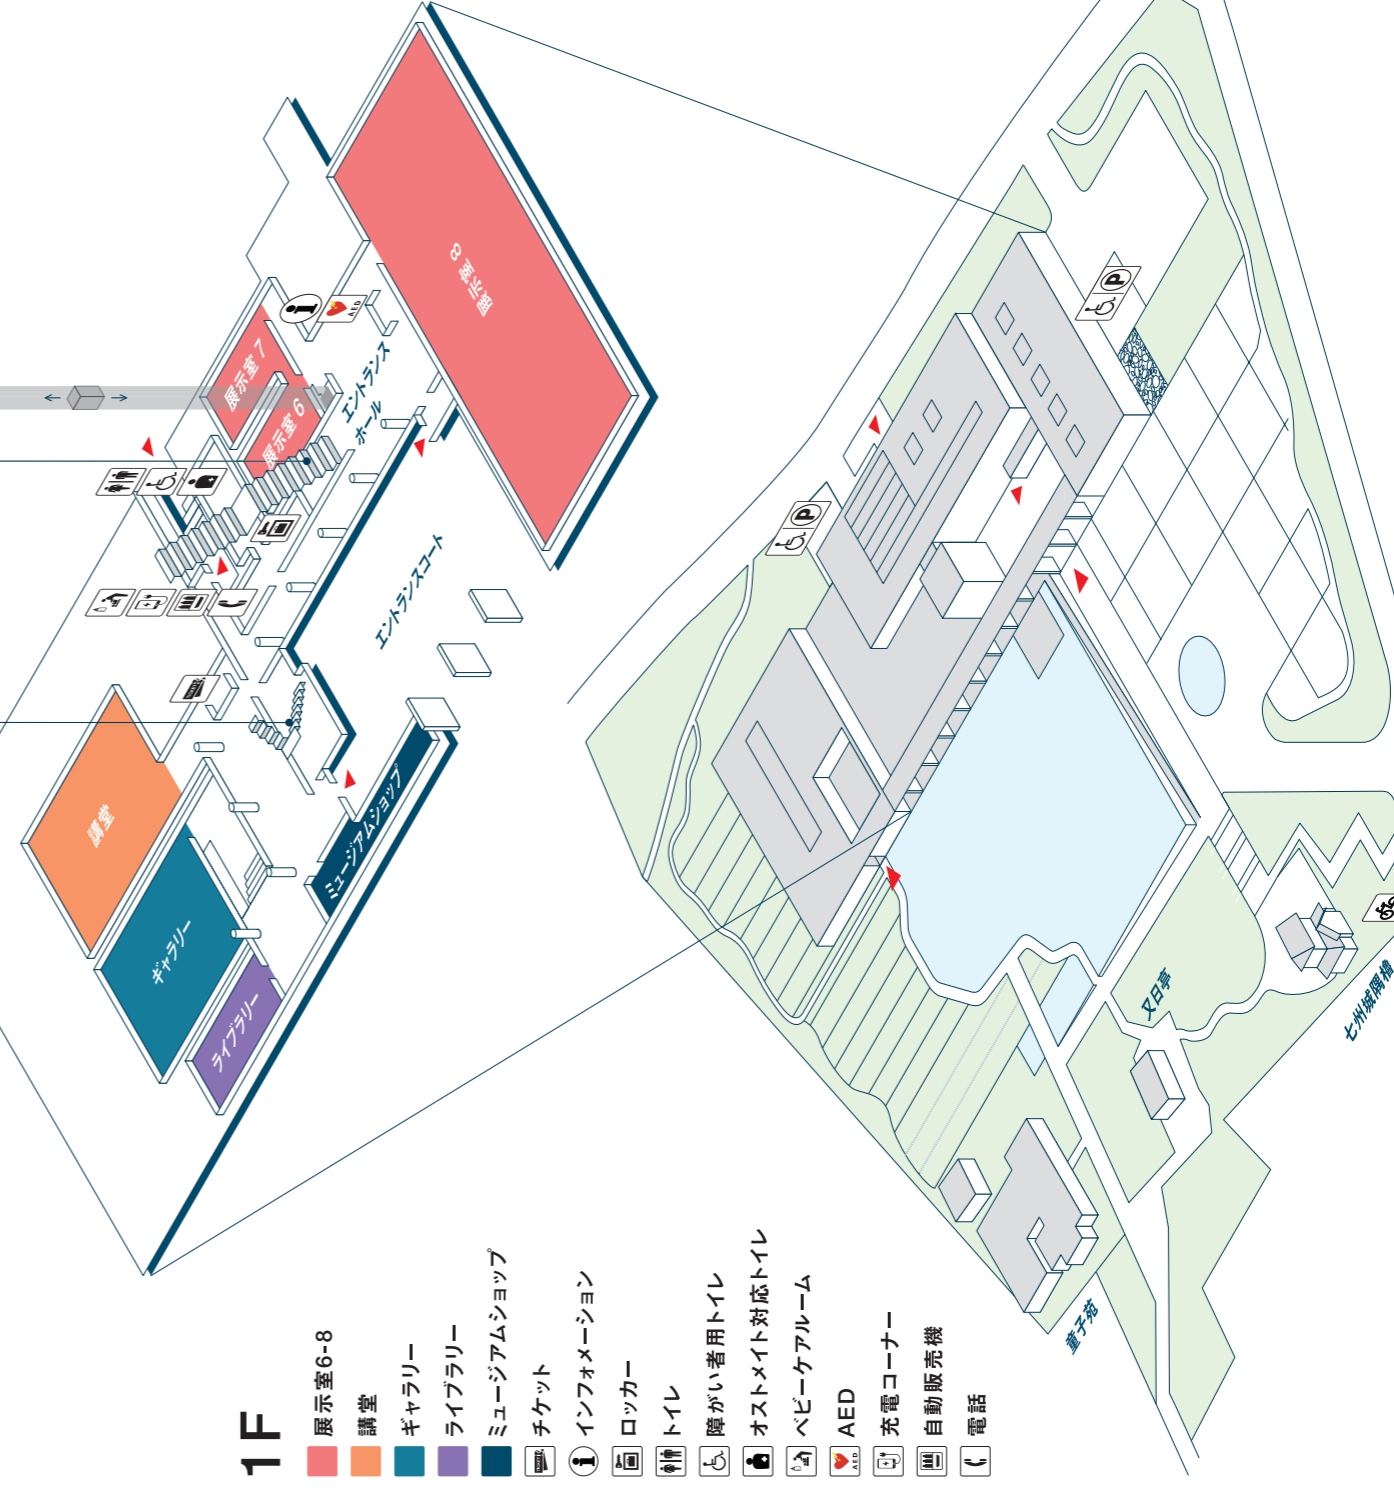 1F
展示室6-8
講堂
ギャラリー
ライブラリー
ミュージアムショップ
チケット
インフォメーション
ロッカー
トイレ
障がい者用トイレ
オストメイト対応トイレ
ベビーケアルーム
AED
AED
充電コーナー
自動販売機
電話
講堂
ギャラリー
ライブラリー
ミュージアムショップ
展示室 7
展示室 6
展示室 8
AED
エントランス
ホール
エントランスコート
P
P
童子苑
又日亭
七州城隅櫓